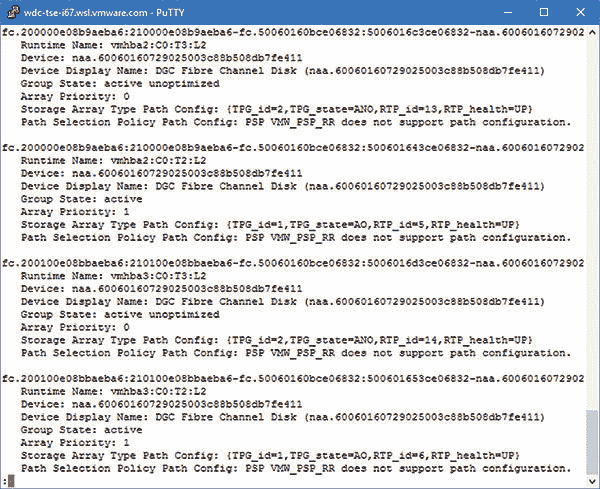 wdc-tse-i67.wsl.vmware.com - PuTTY
fc.200000e08b9aeba6:210000e08b9aeba6-fc.50060160bce06832:5006016c3ce06832-naa.6006016072902
Runtime Name: vmhba2:C0:T3:L2
Device: naa.60060160729025003c88b508db7fe411
Device Display Name: DGC Fibre Channel Disk (naa.60060160729025003c88b508db7fe411)
Group State: active unoptimized
Array Priority: 0
Storage Array Type Path Config: {TPG_id=2,TPG_state=ANO,RTP_id=13,RTP_health=UP}
Path Selection Policy Path Config: PSP VMW_PSP_RR does not support path configuration.
fc.200000e08b9aeba6:210000e08b9aeba6-fc.50060160bce06832:500601643ce06832-naa.6006016072902
Runtime Name: vmhba2:C0:T2:L2
Device: naa.60060160729025003c88b508db7fe411
Device Display Name: DGC Fibre Channel Disk (naa.60060160729025003c88b508db7fe411)
Group State: active
Array Priority: 1
Storage Array Type Path Config: {TPG_id=1,TPG_state=AO,RTP_id=5,RTP_health=UP}
Path Selection Policy Path Config: PSP VMW_PSP_RR does not support path configuration.
fc.200100e08bbaeba6:210100e08bbaeba6-fc.50060160bce06832:5006016d3ce06832-naa.6006016072902
Runtime Name: vmhba3:C0:T3:L2
Device: naa.60060160729025003c88b508db7fe411
Device Display Name: DGC Fibre Channel Disk (naa.60060160729025003c88b508db7fe411)
Group State: active unoptimized
Array Priority: 0
Storage Array Type Path Config: {TPG_id=2,TPG_state=ANO,RTP_id=14,RTP_health=UP}
Path Selection Policy Path Config: PSP VMW_PSP_RR does not support path configuration.
fc.200100e08bbaeba6:210100e08bbaeba6-fc.50060160bce06832:500601653ce06832-naa.6006016072902
Runtime Name: vmhba3:C0:T2:L2
Device: naa.60060160729025003c88b508db7fe411
Device Display Name: DGC Fibre Channel Disk (naa.60060160729025003c88b508db7fe411)
Group State: active
Array Priority: 1
Storage Array Type Path Config: {TPG_id=1,TPG_state=AO,RTP_id=6,RTP_health=UP}
Path Selection Policy Path Config: PSP VMW_PSP_RR does not support path configuration.
: